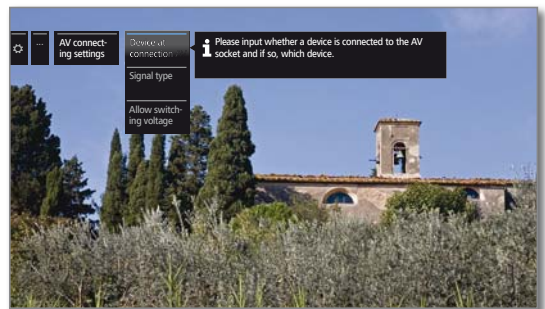 ...
AV connect-
ing settings
Device at
connection
Signal type
Allow switch-
ing voltage
i Please input whether a device is connected to the AV
socket and if so, which device.